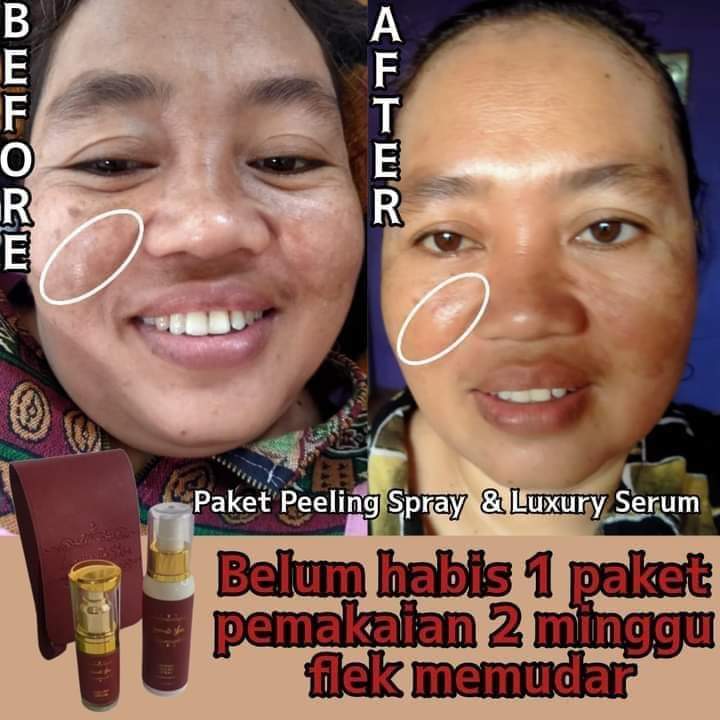 BEFORE
AFTER
Paket Peeling Spray & Luxury Serum
Belum habis 1 paket
pemakaian 2 minggu
flek memudar